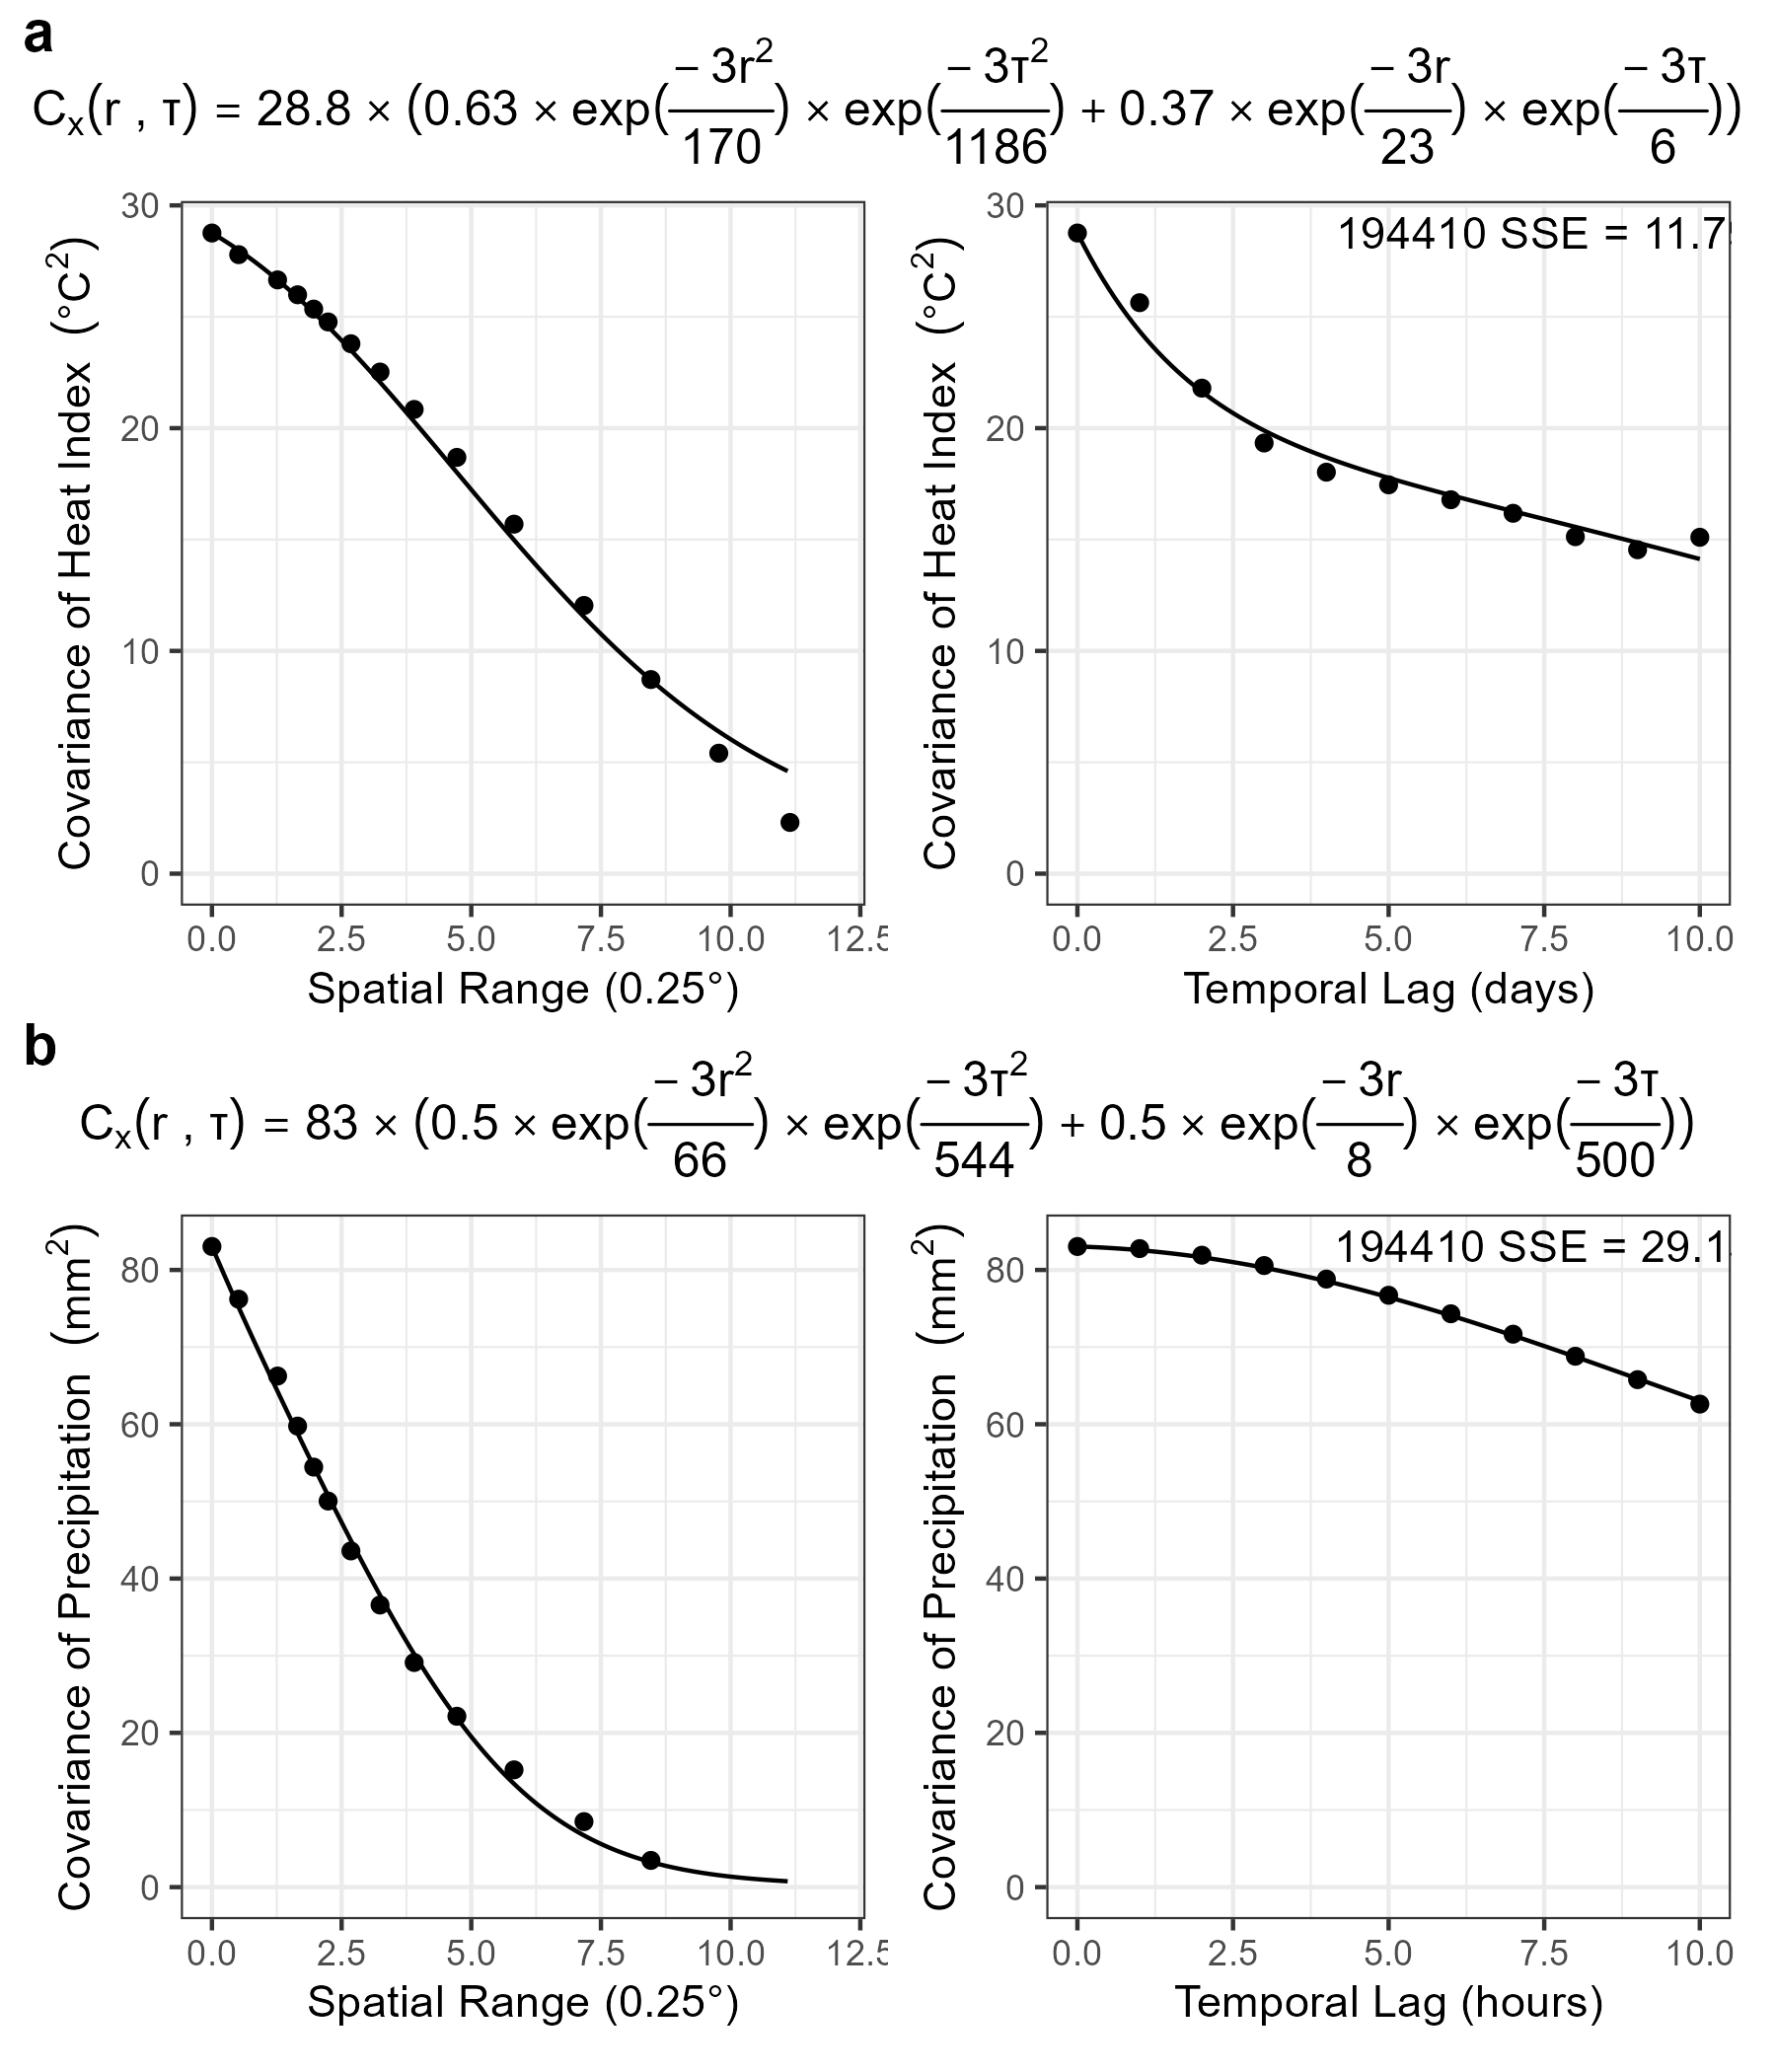 a
Cₓ(r , τ) = 28.8 × (0.63 × exp(− 3r²/170) × exp(− 3τ²/1186) + 0.37 × exp(− 3r/23) × exp(− 3τ/6))
30
20
10
0
Covariance of Heat Index (°C²)
0.0 2.5 5.0 7.5 10.0 12.5
Spatial Range (0.25°)
194410 SSE = 11.7
30
20
10
0
Covariance of Heat Index (°C²)
0.0 2.5 5.0 7.5 10.0
Temporal Lag (days)
b
Cₓ(r , τ) = 83 × (0.5 × exp(− 3r²/66) × exp(− 3τ²/544) + 0.5 × exp(− 3r/8) × exp(− 3τ/500))
80
60
40
20
0
Covariance of Precipitation (mm²)
0.0 2.5 5.0 7.5 10.0 12.5
Spatial Range (0.25°)
194410 SSE = 29.1
80
60
40
20
0
Covariance of Precipitation (mm²)
0.0 2.5 5.0 7.5 10.0
Temporal Lag (hours)